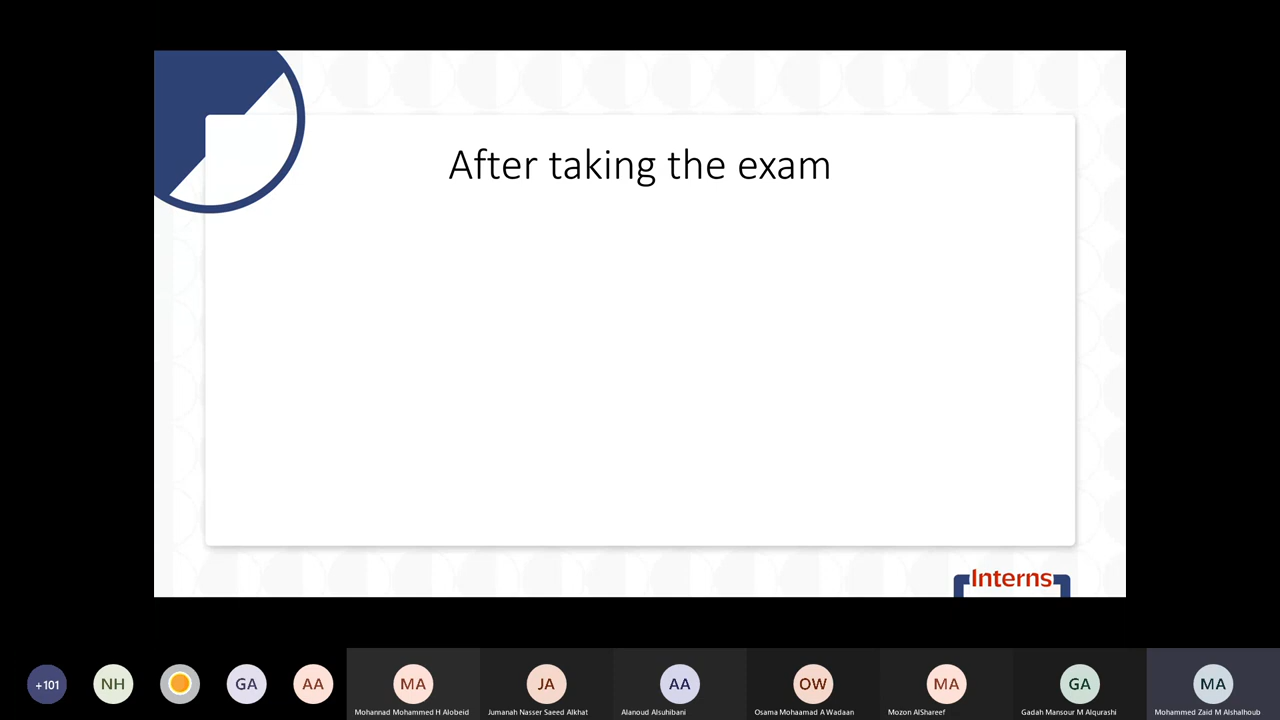 After taking the exam
Interns
+101
NH
GA
AA
MA
JA
AA
OW
MA
GA
MA
Mohannad Mohammed H Alobeid
Jumanah Nasser Saeed Alkhat
Alanoud Alsuhibani
Osama Mohaamad A Wadaan
Mozon AlShareef
Gadah Mansour M Alqurashi
Mohammed Zaid M Alshalhoub